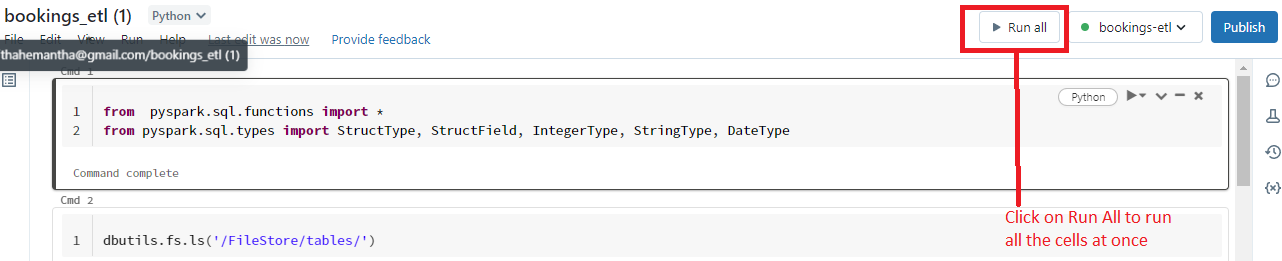 bookings_etl (1) Python
Run all bookings-etl Publish
File Edit View Run Help Last edit was now Provide feedback
thahemantha@gmail.com/bookings_etl (1)
Cmd 1
Python
1 from  pyspark.sql.functions import *
2 from pyspark.sql.types import StructType, StructField, IntegerType, StringType, DateType
Command complete
Cmd 2
Click on Run All to run
all the cells at once
1 dbutils.fs.ls('/FileStore/tables/')